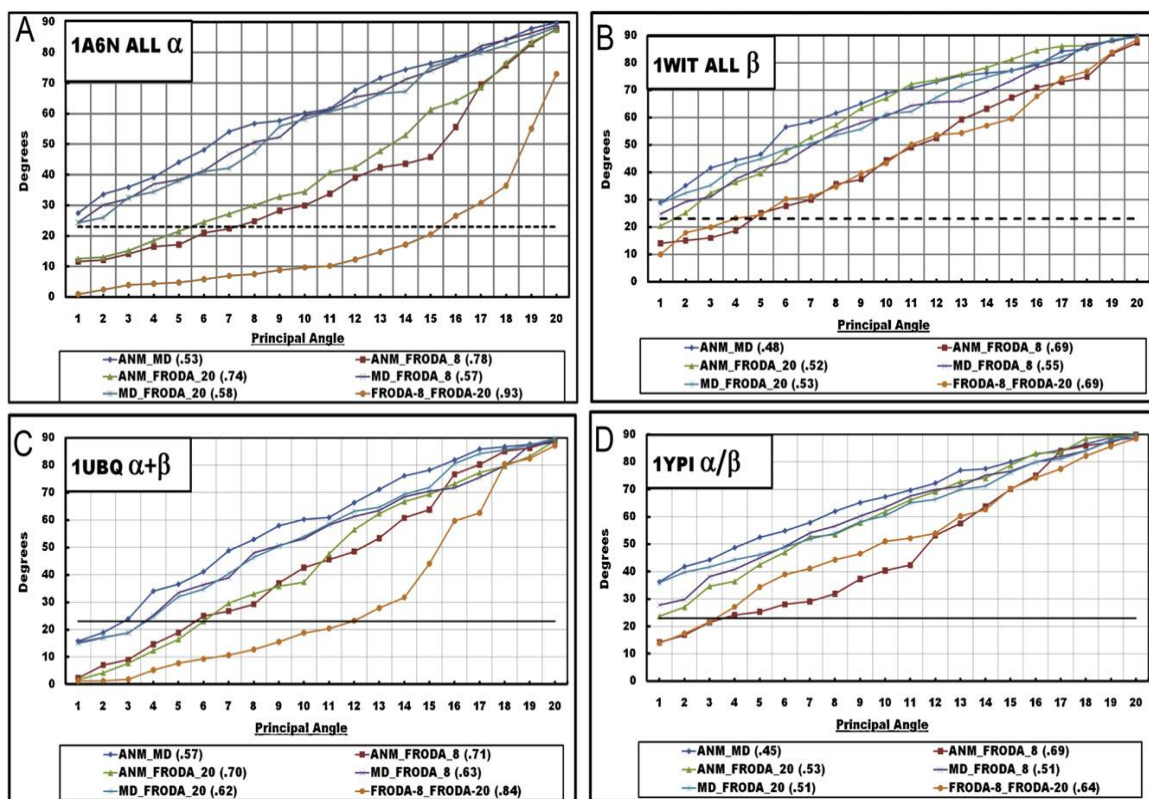 A
1A6N ALL α
Degrees
90
80
70
60
50
40
30
20
10
0
1 2 3 4 5 6 7 8 9 10 11 12 13 14 15 16 17 18 19 20
Principal Angle
ANM_MD (.53) ANM_FRODA_8 (.78)
ANM_FRODA_20 (.74) MD_FRODA_8 (.57)
MD_FRODA_20 (.58) FRODA-8_FRODA-20 (.93)
B
1WIT ALL β
Degrees
90
80
70
60
50
40
30
20
10
0
1 2 3 4 5 6 7 8 9 10 11 12 13 14 15 16 17 18 19 20
Principal Angle
ANM_MD (.48) ANM_FRODA_8 (.69)
ANM_FRODA_20 (.52) MD_FRODA_8 (.55)
MD_FRODA_20 (.53) FRODA-8_FRODA-20 (.69)
C
1UBQ α+β
Degrees
90
80
70
60
50
40
30
20
10
0
1 2 3 4 5 6 7 8 9 10 11 12 13 14 15 16 17 18 19 20
Principal Angle
ANM_MD (.57) ANM_FRODA_8 (.71)
ANM_FRODA_20 (.70) MD_FRODA_8 (.63)
MD_FRODA_20 (.62) FRODA-8_FRODA-20 (.84)
D
1YPI α/β
Degrees
90
80
70
60
50
40
30
20
10
0
1 2 3 4 5 6 7 8 9 10 11 12 13 14 15 16 17 18 19 20
Principal Angle
ANM_MD (.45) ANM_FRODA_8 (.69)
ANM_FRODA_20 (.53) MD_FRODA_8 (.51)
MD_FRODA_20 (.51) FRODA-8_FRODA-20 (.64)